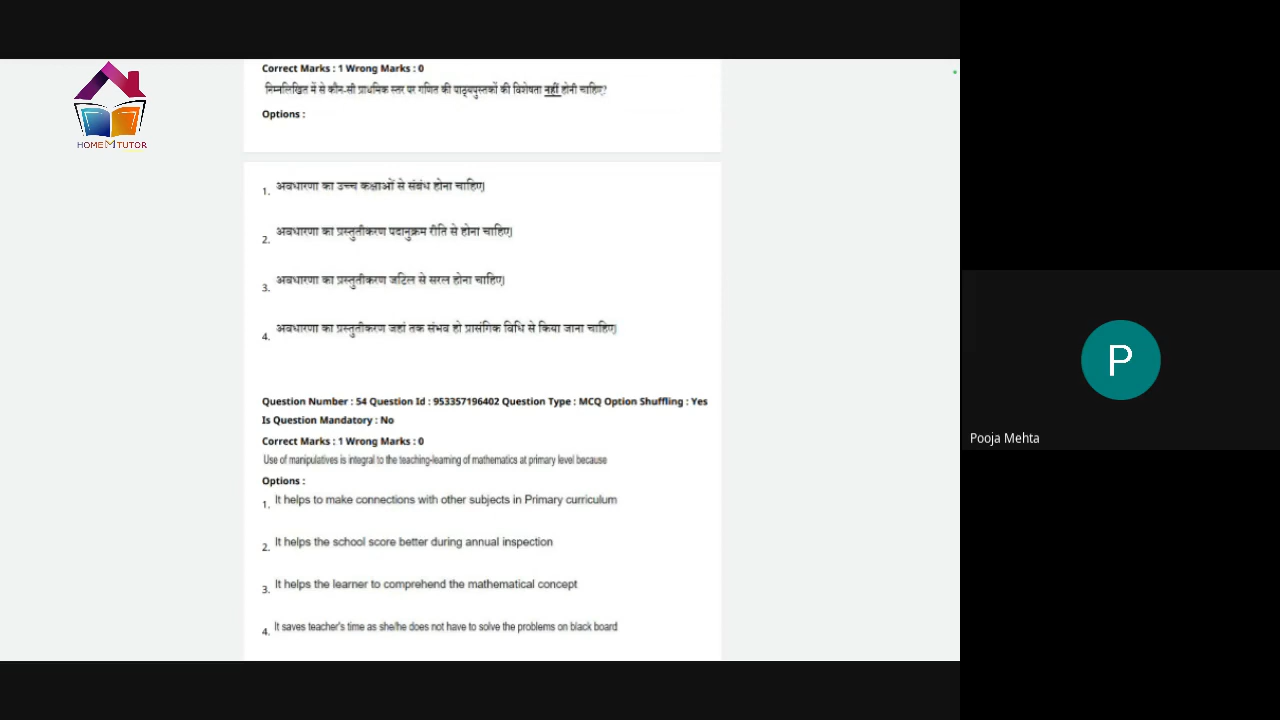 Correct Marks : 1 Wrong Marks : 0
निम्नलिखित में से कौन-सी प्राथमिक स्तर पर गणित की पाठ्यपुस्तकों की विशेषता नहीं होनी चाहिए?
Options :
HOMEMTUTOR
1. अवधारणा का उच्च कक्षाओं से संबंध होना चाहिए।
2. अवधारणा का प्रस्तुतीकरण पदानुक्रम रीति से होना चाहिए।
3. अवधारणा का प्रस्तुतीकरण जटिल से सरल होना चाहिए।
4. अवधारणा का प्रस्तुतीकरण जहां तक संभव हो प्रासंगिक विधि से किया जाना चाहिए।
Question Number : 54 Question Id : 953357196402 Question Type : MCQ Option Shuffling : Yes
Is Question Mandatory : No
Correct Marks : 1 Wrong Marks : 0
Use of manipulatives is integral to the teaching-learning of mathematics at primary level because
Options :
1. It helps to make connections with other subjects in Primary curriculum
2. It helps the school score better during annual inspection
3. It helps the learner to comprehend the mathematical concept
4. It saves teacher's time as she/he does not have to solve the problems on black board
P
Pooja Mehta